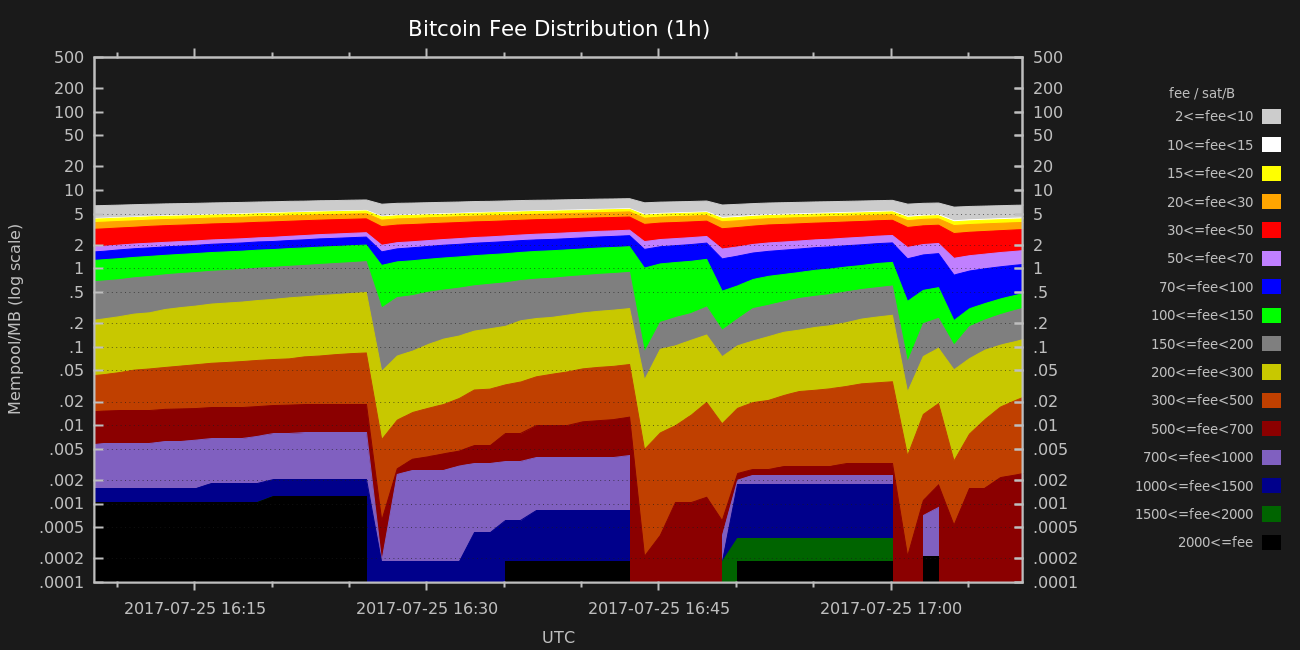 Bitcoin Fee Distribution (1h)
500 500
200 200
100 100
50 50
20 20
10 10
5 5
2 2
1 1
.5 .5
.2 .2
.1 .1
.05 .05
.02 .02
.01 .01
.005 .005
.002 .002
.001 .001
.0005 .0005
.0002 .0002
.0001 .0001
Mempool/MB (log scale)
2017-07-25 16:15 2017-07-25 16:30 2017-07-25 16:45 2017-07-25 17:00
UTC
fee / sat/B
2<=fee<10
10<=fee<15
15<=fee<20
20<=fee<30
30<=fee<50
50<=fee<70
70<=fee<100
100<=fee<150
150<=fee<200
200<=fee<300
300<=fee<500
500<=fee<700
700<=fee<1000
1000<=fee<1500
1500<=fee<2000
2000<=fee